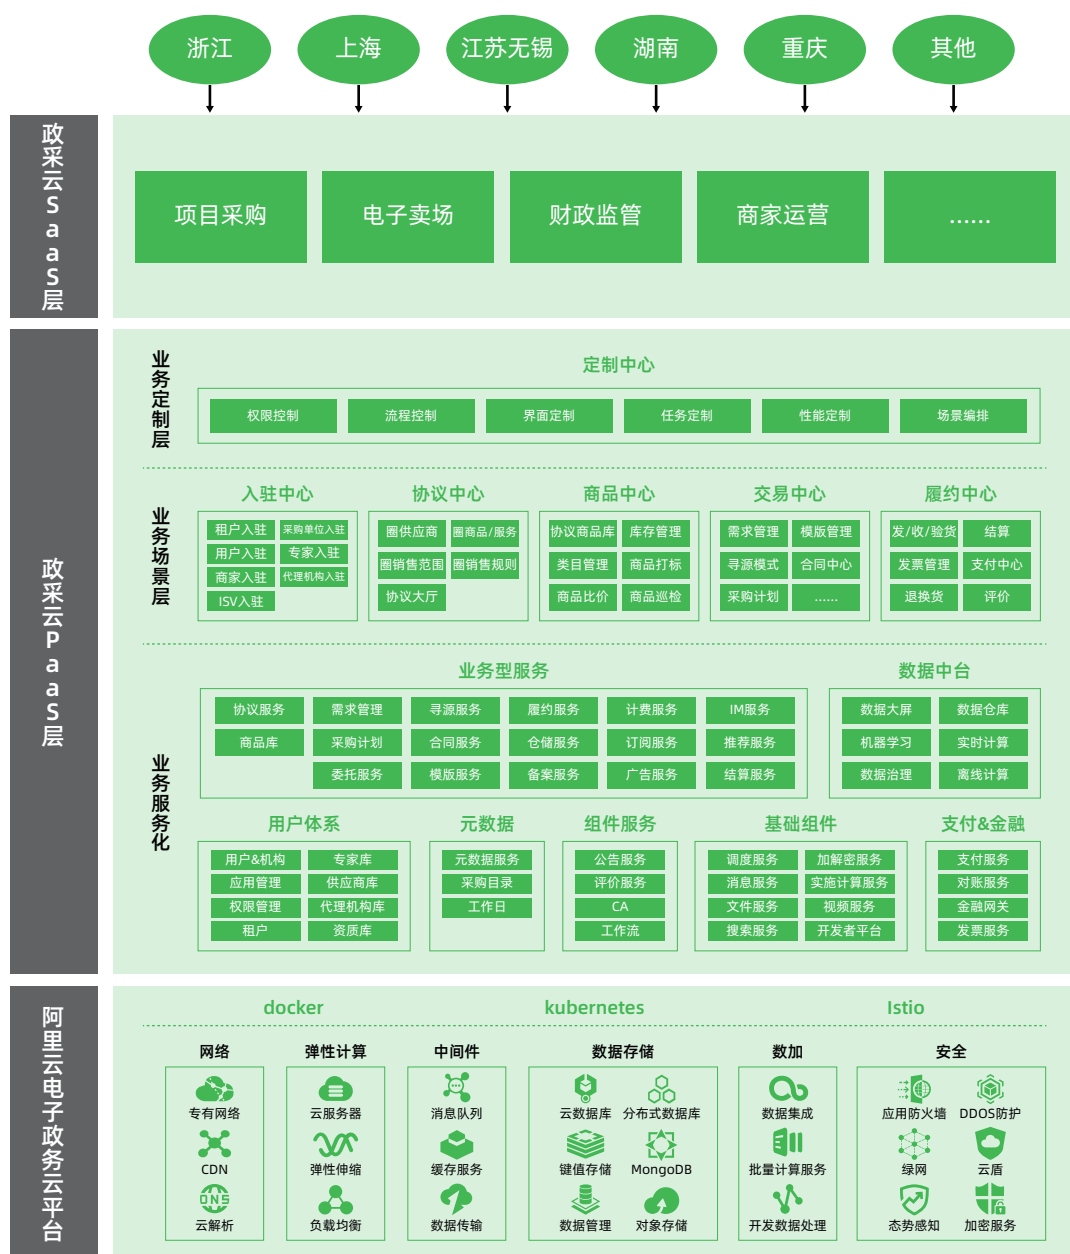 浙江
上海
江苏无锡
湖南
重庆
其他
政采云SaaS层
项目采购
电子卖场
财政监管
商家运营
......
政采云PaaS层
业务定制层
定制中心
权限控制
流程控制
界面定制
任务定制
性能定制
场景编排
业务场景层
入驻中心
租户入驻
采购单位入驻
用户入驻
专家入驻
商家入驻
代理机构入驻
ISV入驻
协议中心
圈供应商
圈商品/服务
圈销售范围
圈销售规则
协议大厅
商品中心
协议商品库
库存管理
类目管理
商品打标
商品比价
商品巡检
交易中心
需求管理
模版管理
寻源模式
合同中心
采购计划
......
履约中心
发/收/验货
结算
发票管理
支付中心
退换货
评价
业务服务化
业务型服务
协议服务
需求管理
寻源服务
履约服务
计费服务
IM服务
商品库
采购计划
合同服务
仓储服务
订阅服务
推荐服务
委托服务
模版服务
备案服务
广告服务
结算服务
数据中台
数据大屏
数据仓库
机器学习
实时计算
数据治理
离线计算
用户体系
用户&机构
专家库
应用管理
供应商库
权限管理
代理机构库
租户
资质库
元数据
元数据服务
采购目录
工作日
组件服务
公告服务
评价服务
CA
工作流
基础组件
调度服务
加解密服务
消息服务
实施计算服务
文件服务
视频服务
搜索服务
开发者平台
支付&金融
支付服务
对账服务
金融网关
发票服务
阿里云电子政务云平台
docker
kubernetes
Istio
网络
专有网络
CDN
DNS
云解析
弹性计算
云服务器
弹性伸缩
负载均衡
中间件
消息队列
缓存服务
数据传输
数据存储
云数据库
分布式数据库
键值存储
MongoDB
数据管理
对象存储
数加
数据集成
批量计算服务
开发数据处理
安全
应用防火墙
DDOS防护
绿网
云盾
态势感知
加密服务